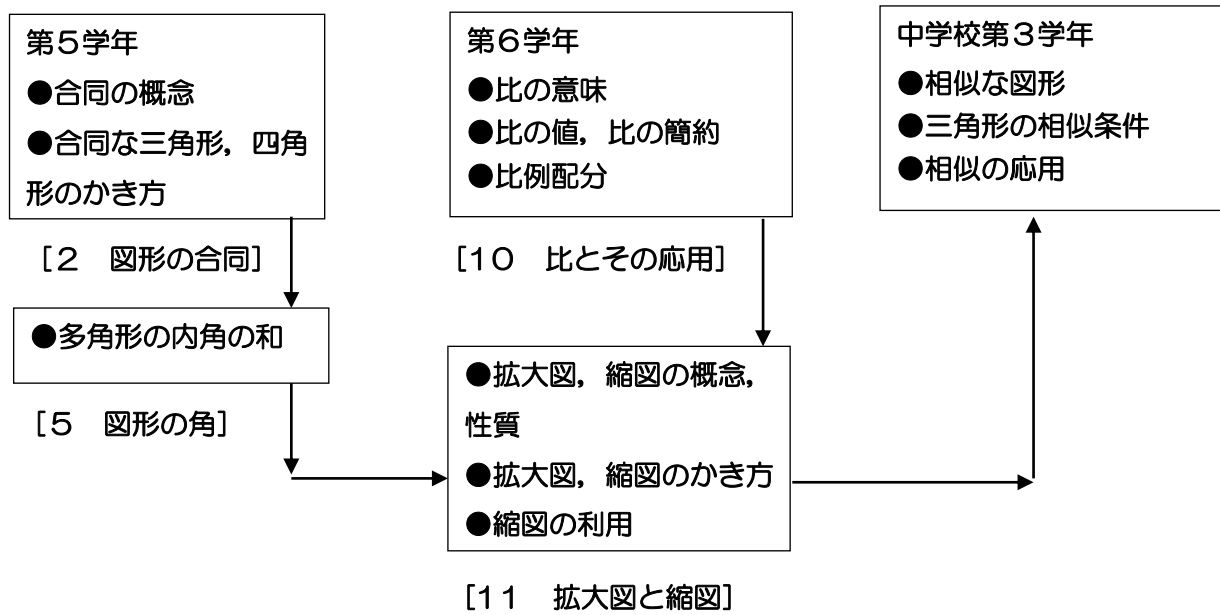 第5学年
●合同の概念
●合同な三角形，四角
形のかき方
[2　図形の合同]
●多角形の内角の和
[5　図形の角]
第6学年
●比の意味
●比の値，比の簡約
●比例配分
[10　比とその応用]
●拡大図，縮図の概念，
性質
●拡大図，縮図のかき方
●縮図の利用
[11　拡大図と縮図]
中学校第3学年
●相似な図形
●三角形の相似条件
●相似の応用